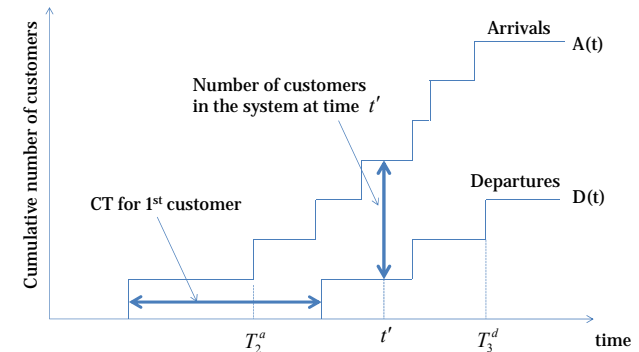 Cumulative number of customers
Arrivals
A(t)
Number of customers
in the system at time t′
Departures
D(t)
CT for 1st customer
T₂ᵃ
t′
T₃ᵈ
time